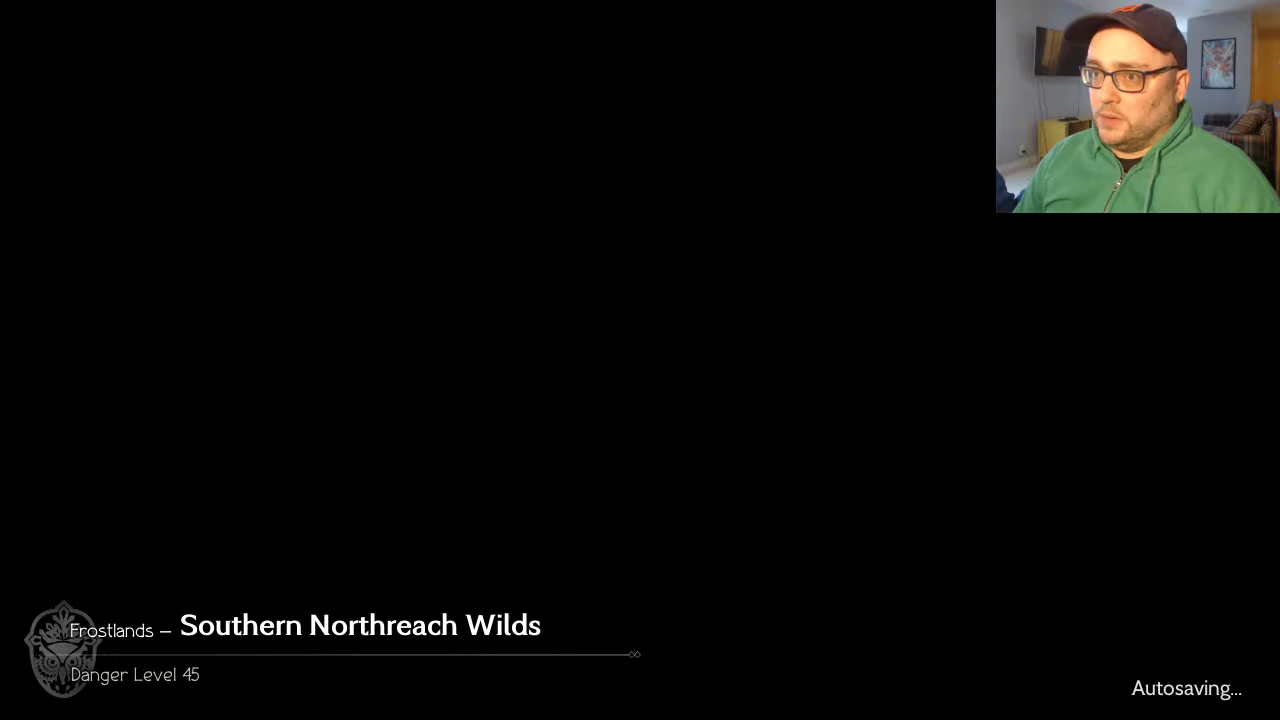 Frostlands – Southern Northreach Wilds
Danger Level 45
Autosaving...